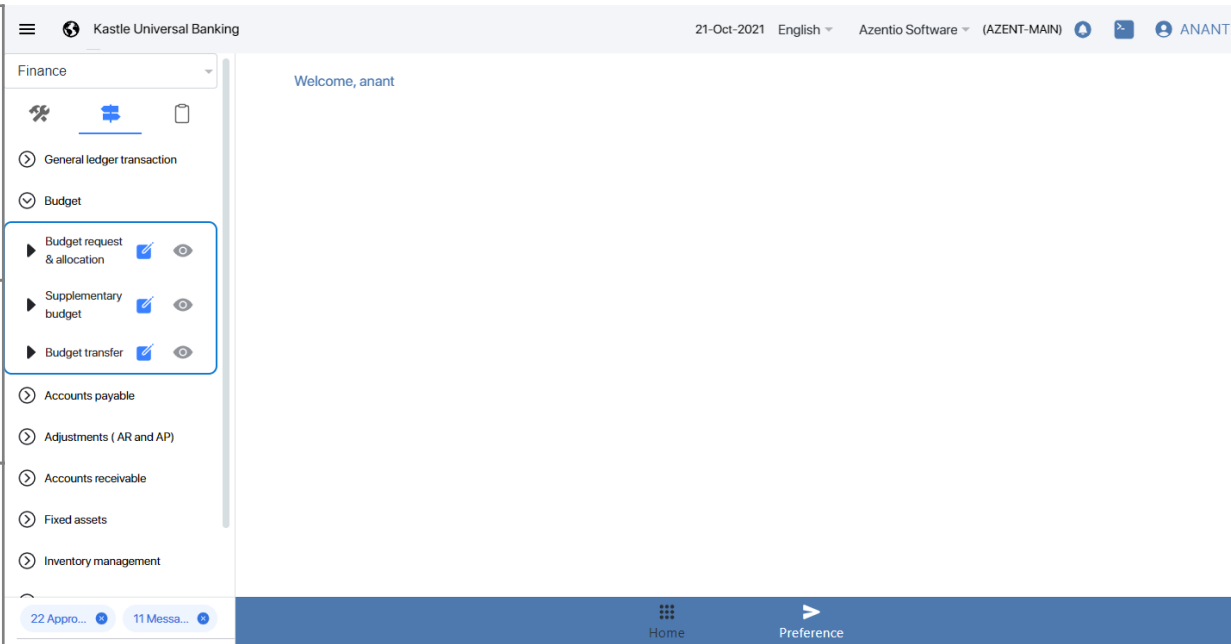 Kastle Universal Banking
21-Oct-2021 English Azentio Software (AZENT-MAIN) ANANT
Finance
Welcome, anant
General ledger transaction
Budget
Budget request
& allocation
Supplementary
budget
Budget transfer
Accounts payable
Adjustments ( AR and AP)
Accounts receivable
Fixed assets
Inventory management
22 Appro... 11 Messa...
Home
Preference